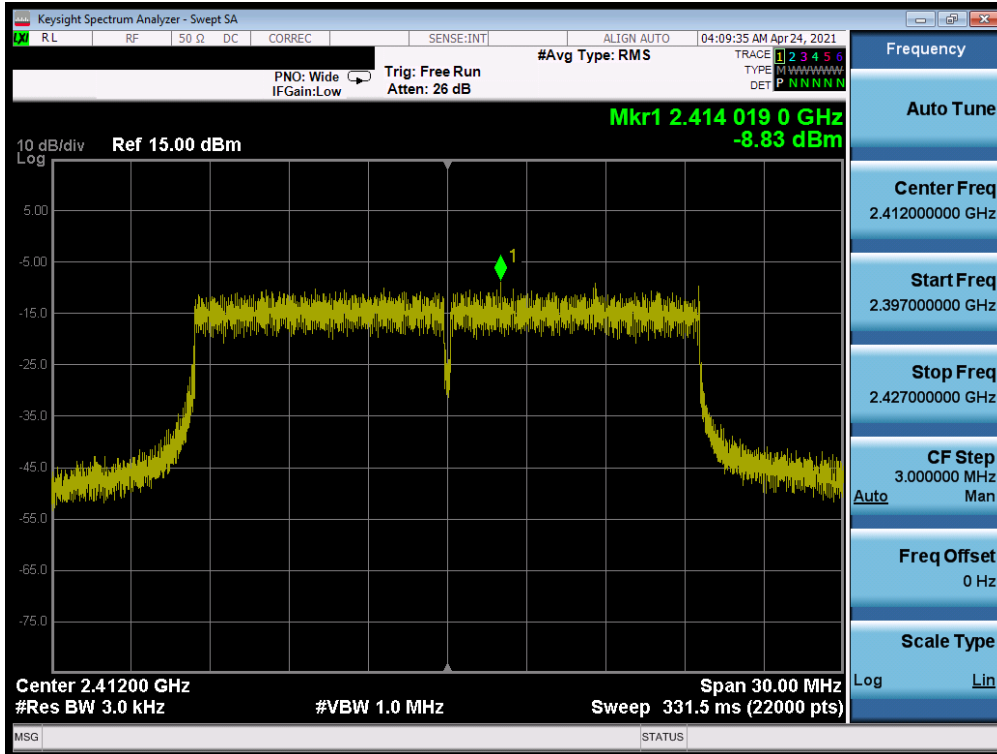 Keysight Spectrum Analyzer - Swept SA
LXI RL RF 50 Ω DC CORREC SENSE:INT ALIGN AUTO 04:09:35 AM Apr 24, 2021
#Avg Type: RMS TRACE 1 2 3 4 5 6
PNO: Wide Trig: Free Run TYPE M WWWWW
IFGain:Low Atten: 26 dB DET P N N N N N
Mkr1 2.414 019 0 GHz
-8.83 dBm
10 dB/div Ref 15.00 dBm
Log
1
5.00
-5.00
-15.0
-25.0
-35.0
-45.0
-55.0
-65.0
-75.0
Center 2.41200 GHz Span 30.00 MHz
#Res BW 3.0 kHz #VBW 1.0 MHz Sweep 331.5 ms (22000 pts)
MSG STATUS
Frequency
Auto Tune
Center Freq
2.412000000 GHz
Start Freq
2.397000000 GHz
Stop Freq
2.427000000 GHz
CF Step
3.000000 MHz
Auto Man
Freq Offset
0 Hz
Scale Type
Log Lin